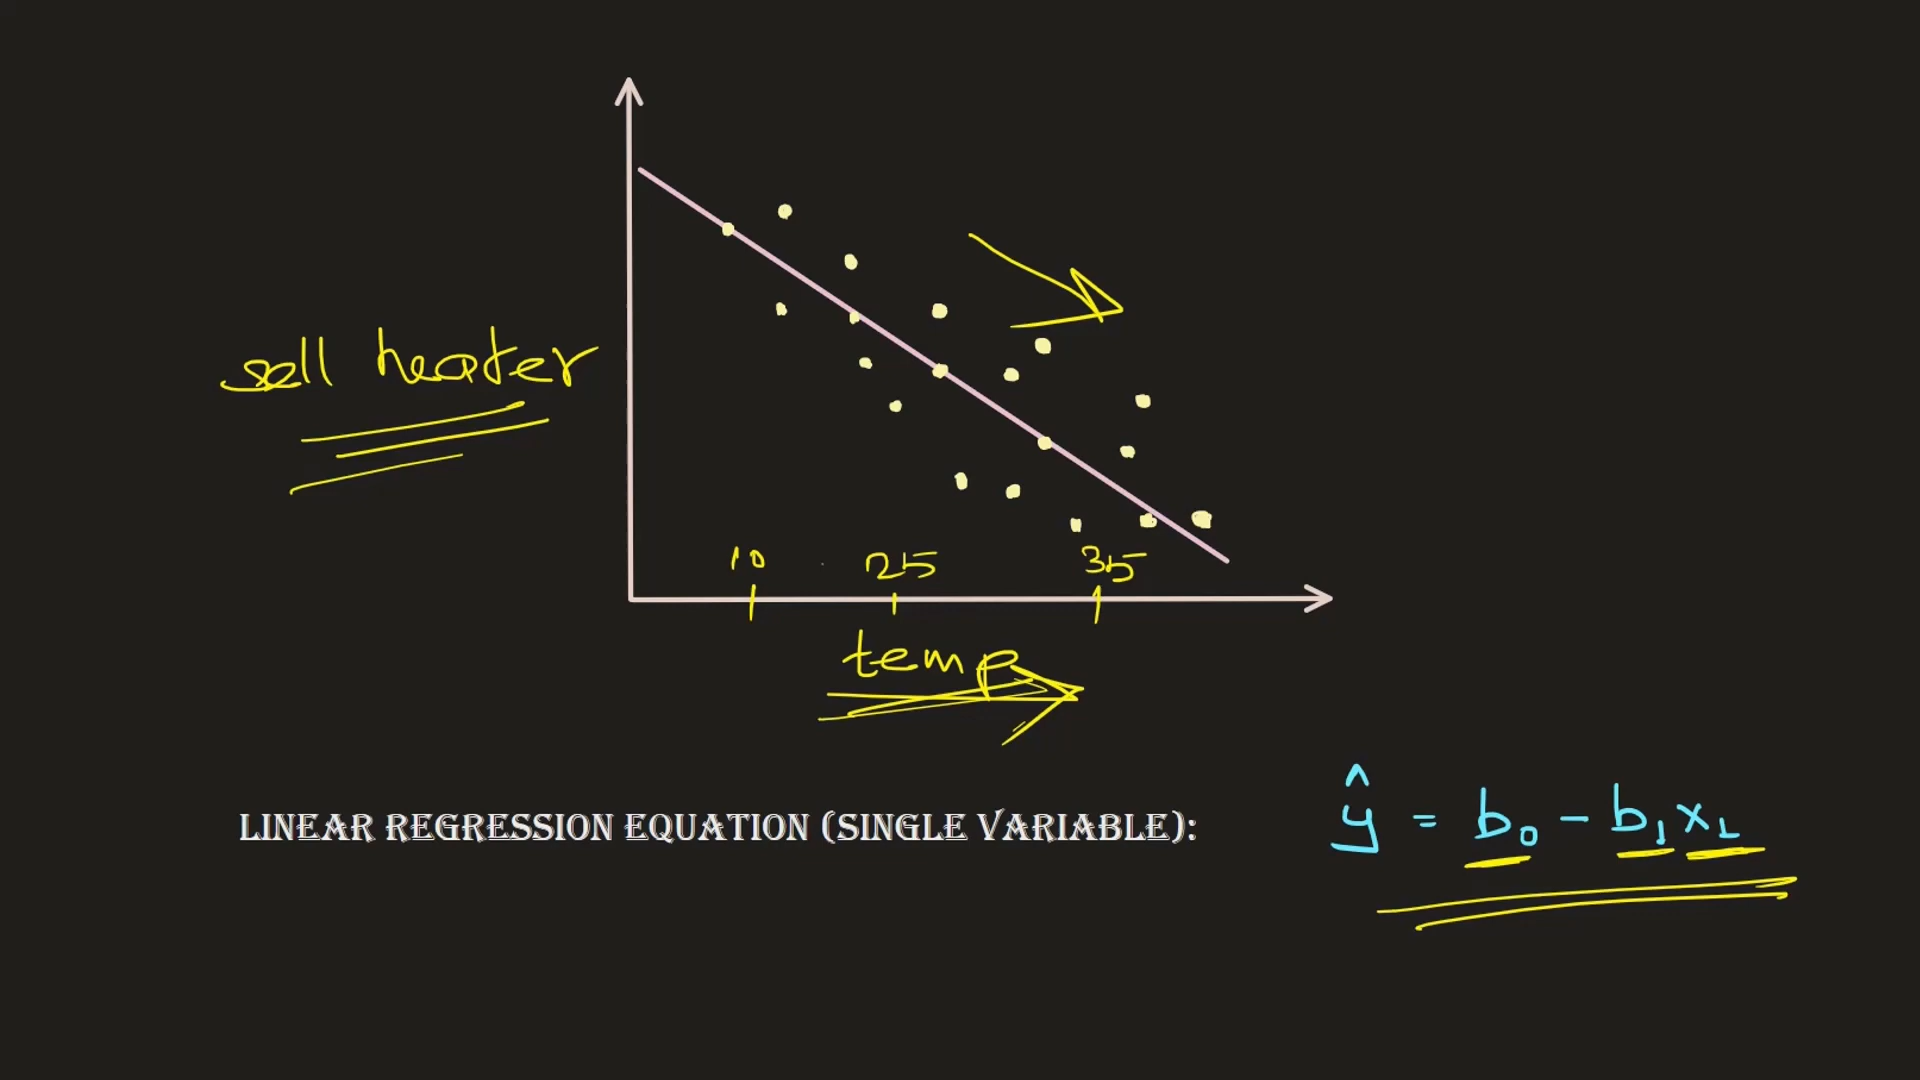 sell heater
10 25 35
temp
LINEAR REGRESSION EQUATION (SINGLE VARIABLE): ŷ = b₀ - b₁x₁